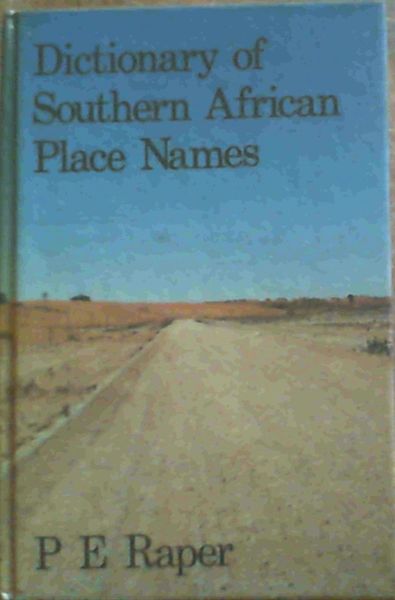 Dictionary of
Southern African
Place Names
P E Raper